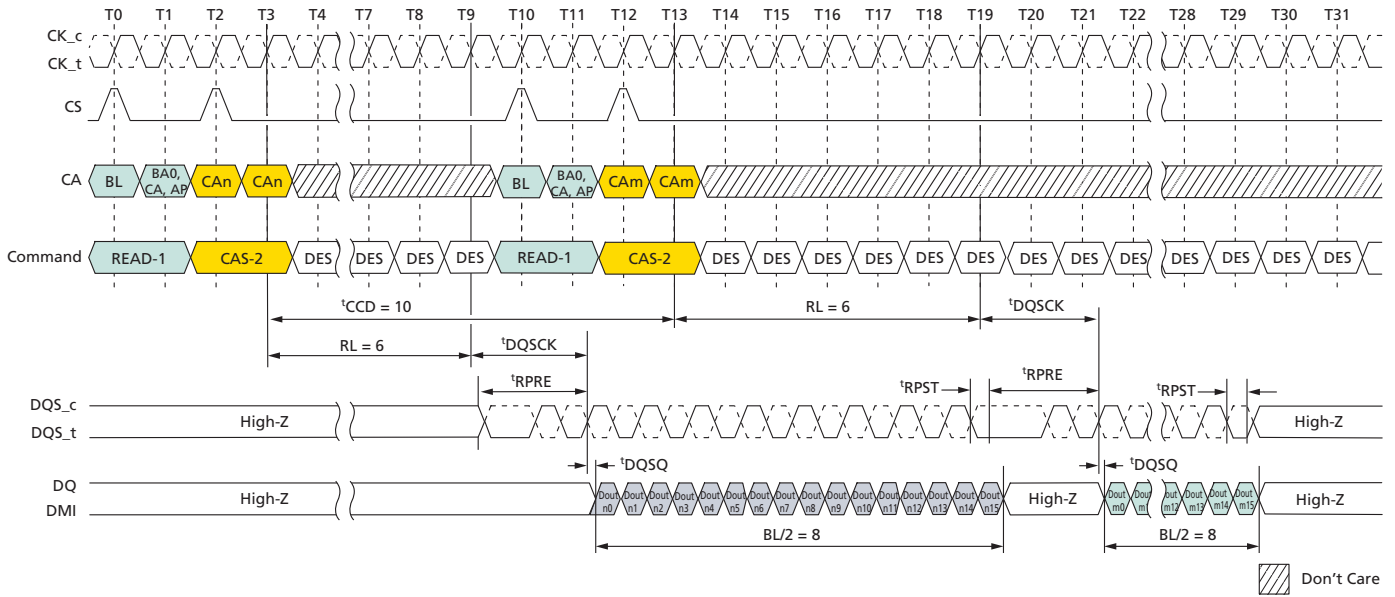 T0 T1 T2 T3 T4 T7 T8 T9 T10 T11 T12 T13 T14 T15 T16 T17 T18 T19 T20 T21 T22 T28 T29 T30 T31
CK_c
CK_t
CS
CA BL BA0, CA, AP CAn CAn BL BA0, CA, AP CAm CAm
Command READ-1 CAS-2 DES DES DES DES READ-1 CAS-2 DES DES DES DES DES DES DES DES DES DES DES DES DES
tCCD = 10 RL = 6 tDQSCK
RL = 6 tDQSCK
tRPRE tRPST tRPRE tRPST
DQS_c
DQS_t
High-Z High-Z
tDQSQ tDQSQ
DQ
DMI
High-Z Dout n0 Dout n1 Dout n2 Dout n3 Dout n4 Dout n5 Dout n6 Dout n7 Dout n8 Dout n9 Dout n10 Dout n11 Dout n12 Dout n13 Dout n14 Dout n15 High-Z Dout m0 Dout m12 Dout m13 Dout m14 Dout m15 High-Z
BL/2 = 8 BL/2 = 8
Don't Care